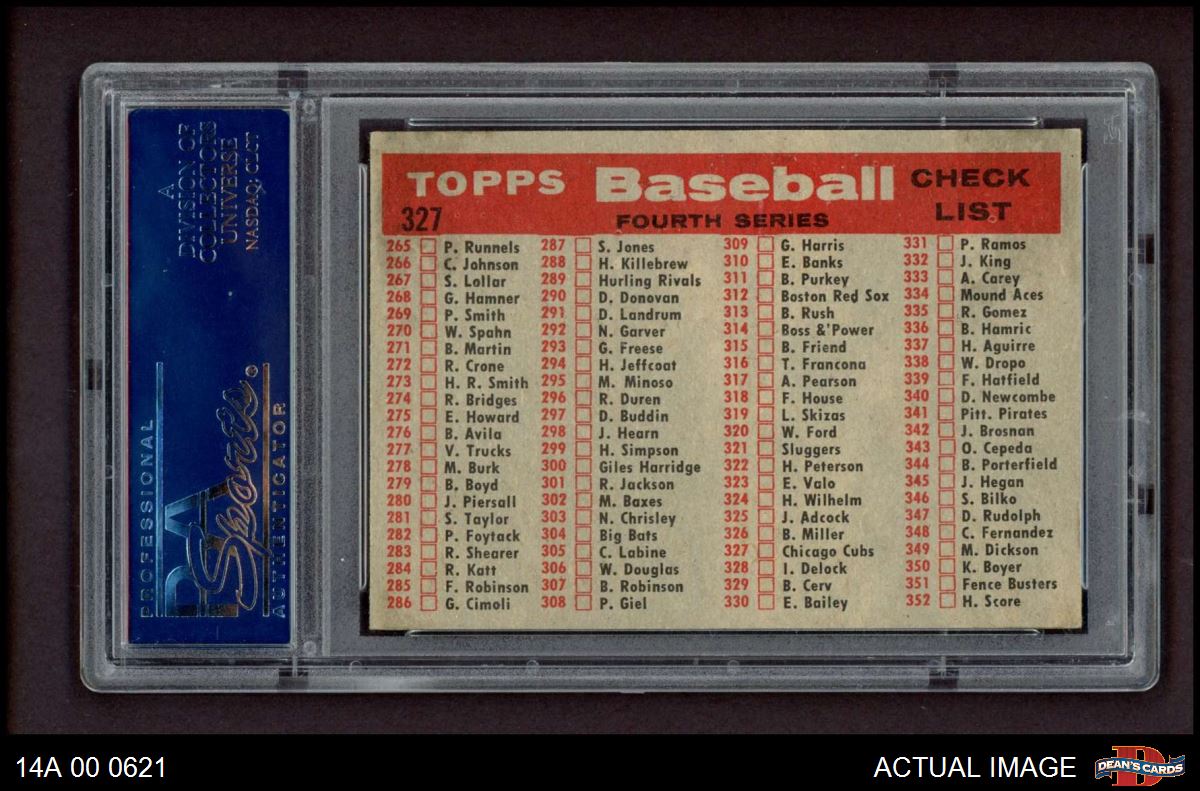 A
DIVISION OF
COLLECTORS
UNIVERSE
NASDAQ: CLCT
PROFESSIONAL
PSA
Sports®
AUTHENTICATOR
TOPPS Baseball CHECK LIST
327 FOURTH SERIES
265 P. Runnels
266 C. Johnson
267 S. Lollar
268 G. Hamner
269 P. Smith
270 W. Spahn
271 B. Martin
272 R. Crone
273 H. R. Smith
274 R. Bridges
275 E. Howard
276 B. Avila
277 V. Trucks
278 M. Burk
279 B. Boyd
280 J. Piersall
281 S. Taylor
282 P. Foytack
283 R. Shearer
284 R. Katt
285 F. Robinson
286 G. Cimoli
287 S. Jones
288 H. Killebrew
289 Hurling Rivals
290 D. Donovan
291 D. Landrum
292 N. Garver
293 G. Freese
294 H. Jeffcoat
295 M. Minoso
296 R. Duren
297 D. Buddin
298 J. Hearn
299 H. Simpson
300 Giles Harridge
301 R. Jackson
302 M. Baxes
303 N. Chrisley
304 Big Bats
305 C. Labine
306 W. Douglas
307 B. Robinson
308 P. Giel
309 G. Harris
310 E. Banks
311 B. Purkey
312 Boston Red Sox
313 B. Rush
314 Boss &'Power
315 B. Friend
316 T. Francona
317 A. Pearson
318 F. House
319 L. Skizas
320 W. Ford
321 Sluggers
322 H. Peterson
323 E. Valo
324 H. Wilhelm
325 J. Adcock
326 B. Miller
327 Chicago Cubs
328 I. Delock
329 B. Cerv
330 E. Bailey
331 P. Ramos
332 J. King
333 A. Carey
334 Mound Aces
335 R. Gomez
336 B. Hamric
337 H. Aguirre
338 W. Dropo
339 F. Hatfield
340 D. Newcombe
341 Pitt. Pirates
342 J. Brosnan
343 O. Cepeda
344 B. Porterfield
345 J. Hegan
346 S. Bilko
347 D. Rudolph
348 C. Fernandez
349 M. Dickson
350 K. Boyer
351 Fence Busters
352 H. Score
14A 00 0621
ACTUAL IMAGE
DEAN'S CARDS